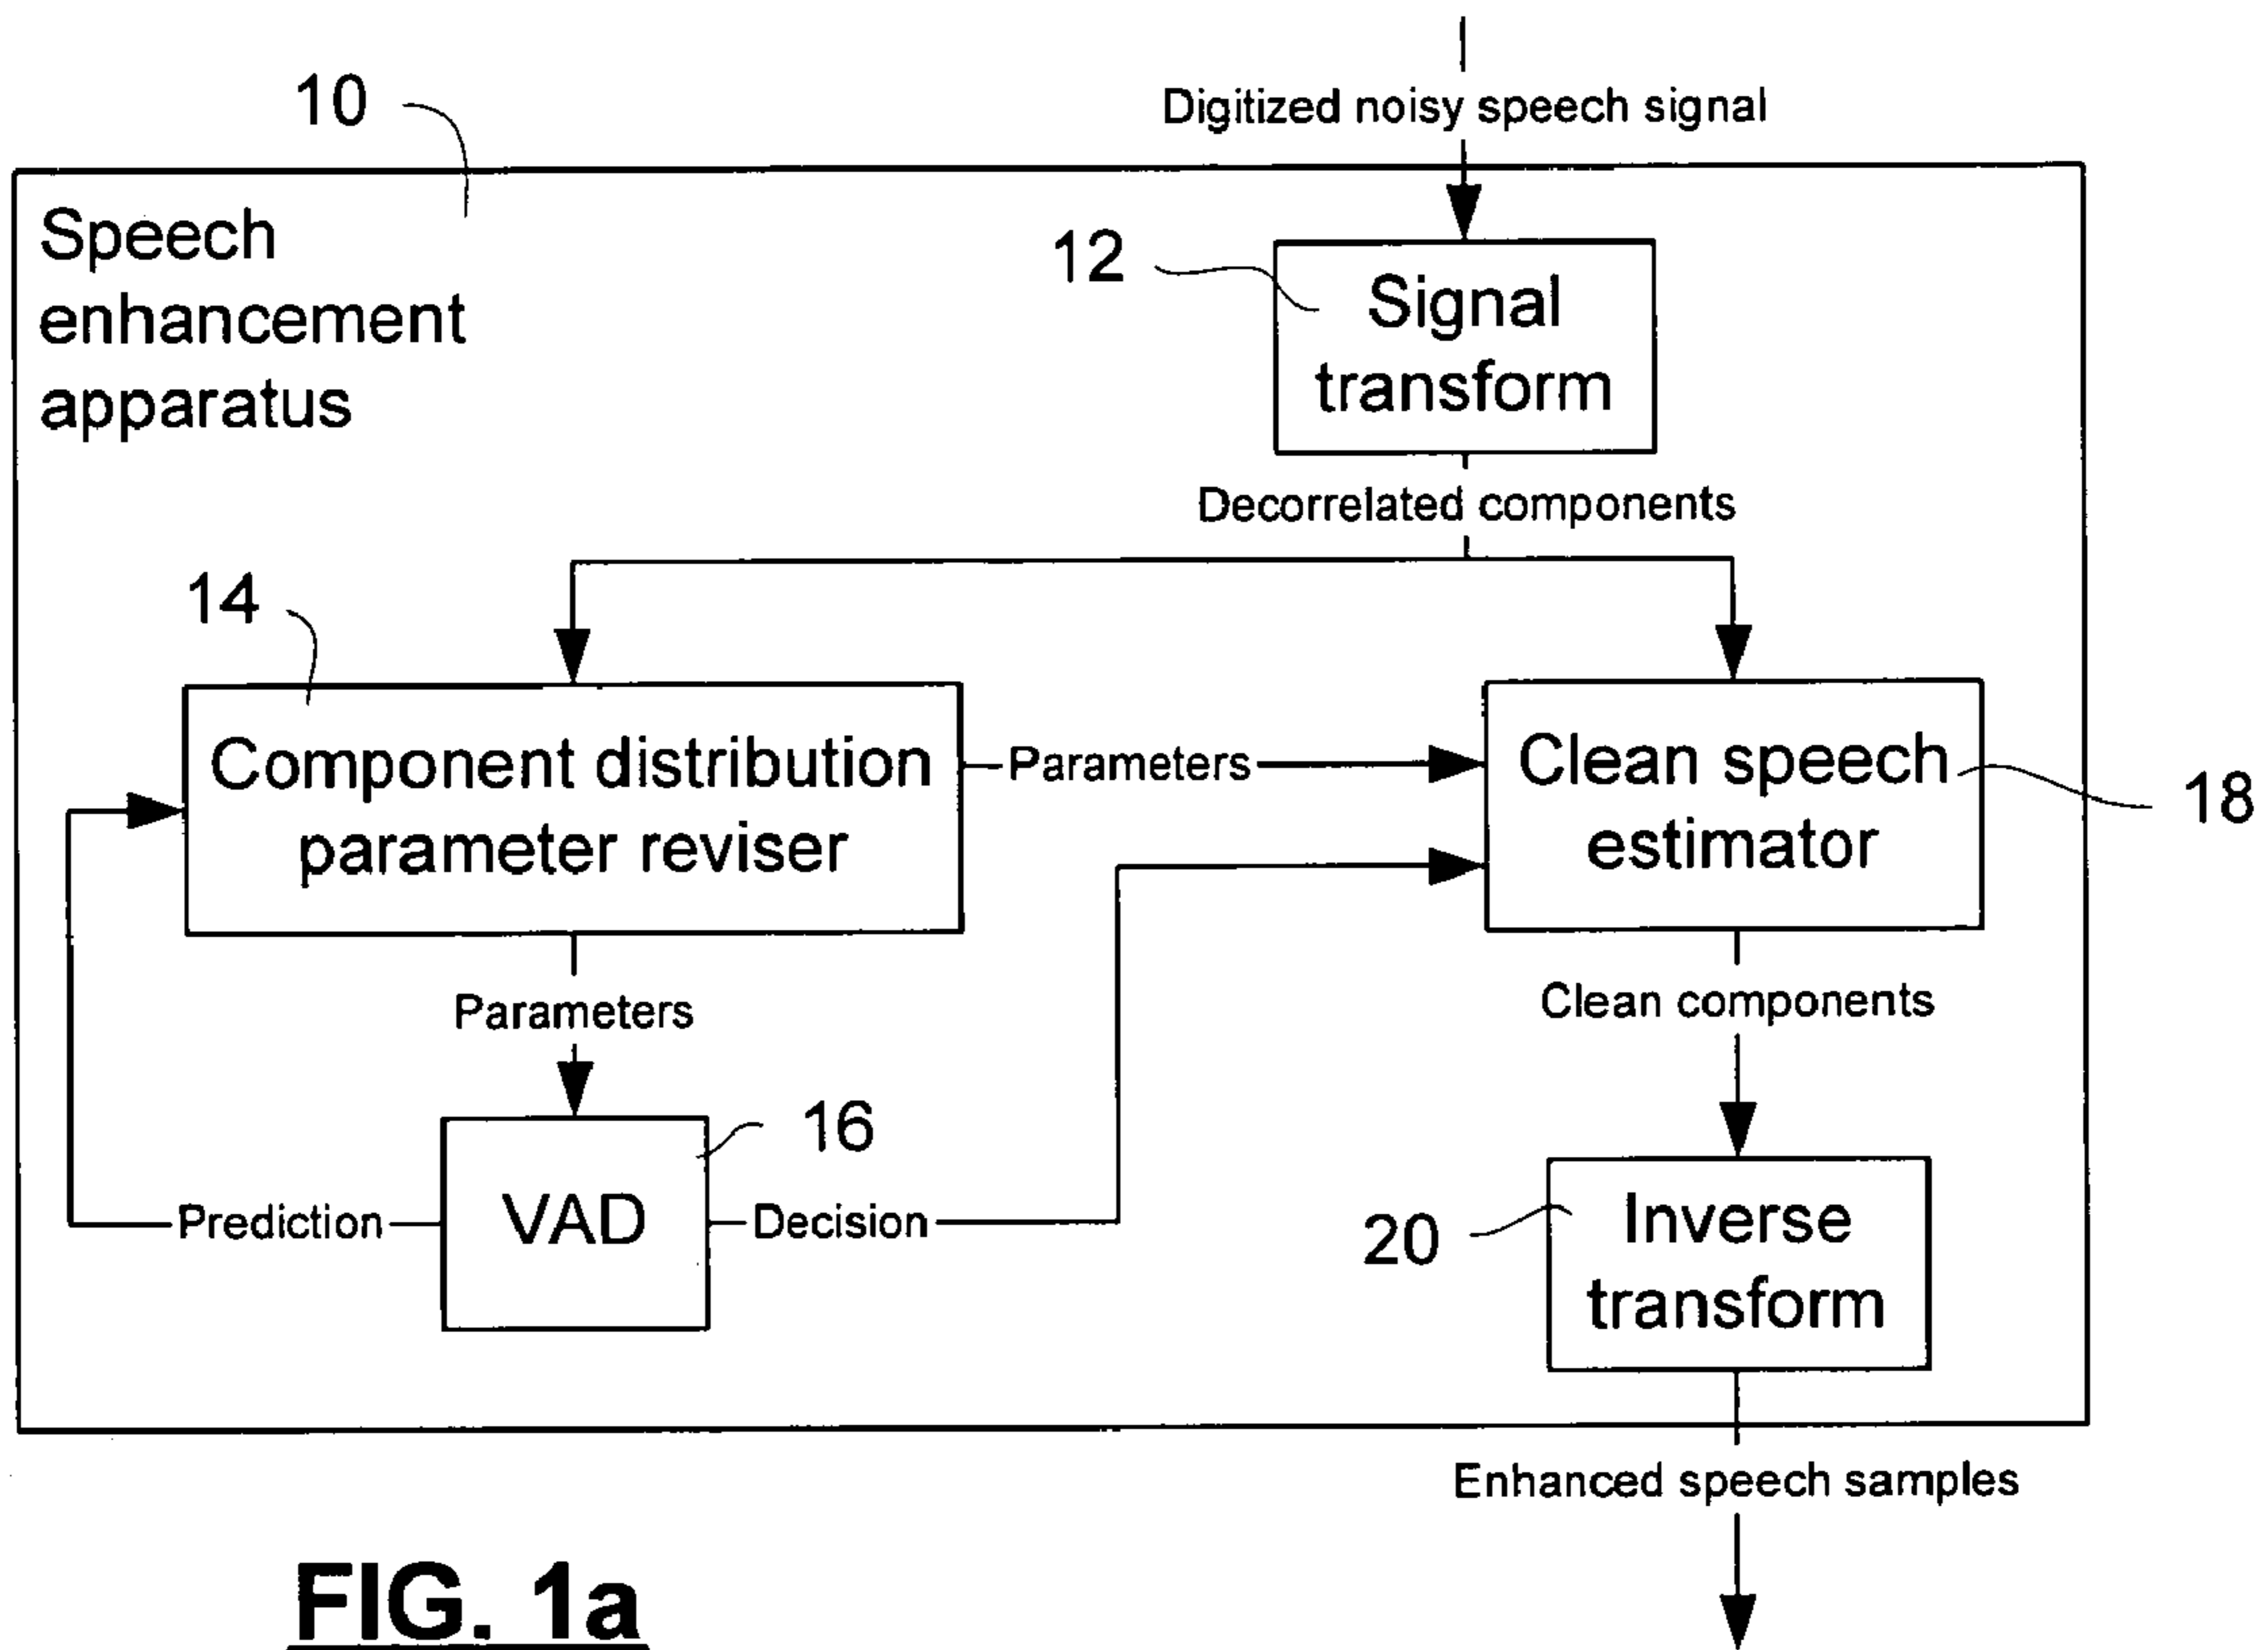 10
Digitized noisy speech signal
Speech
enhancement
apparatus
12
Signal
transform
Decorrelated components
14
Component distribution
parameter reviser
Parameters
Clean speech
estimator
18
Parameters
Clean components
16
VAD
Prediction
Decision
20
Inverse
transform
Enhanced speech samples
FIG. 1a